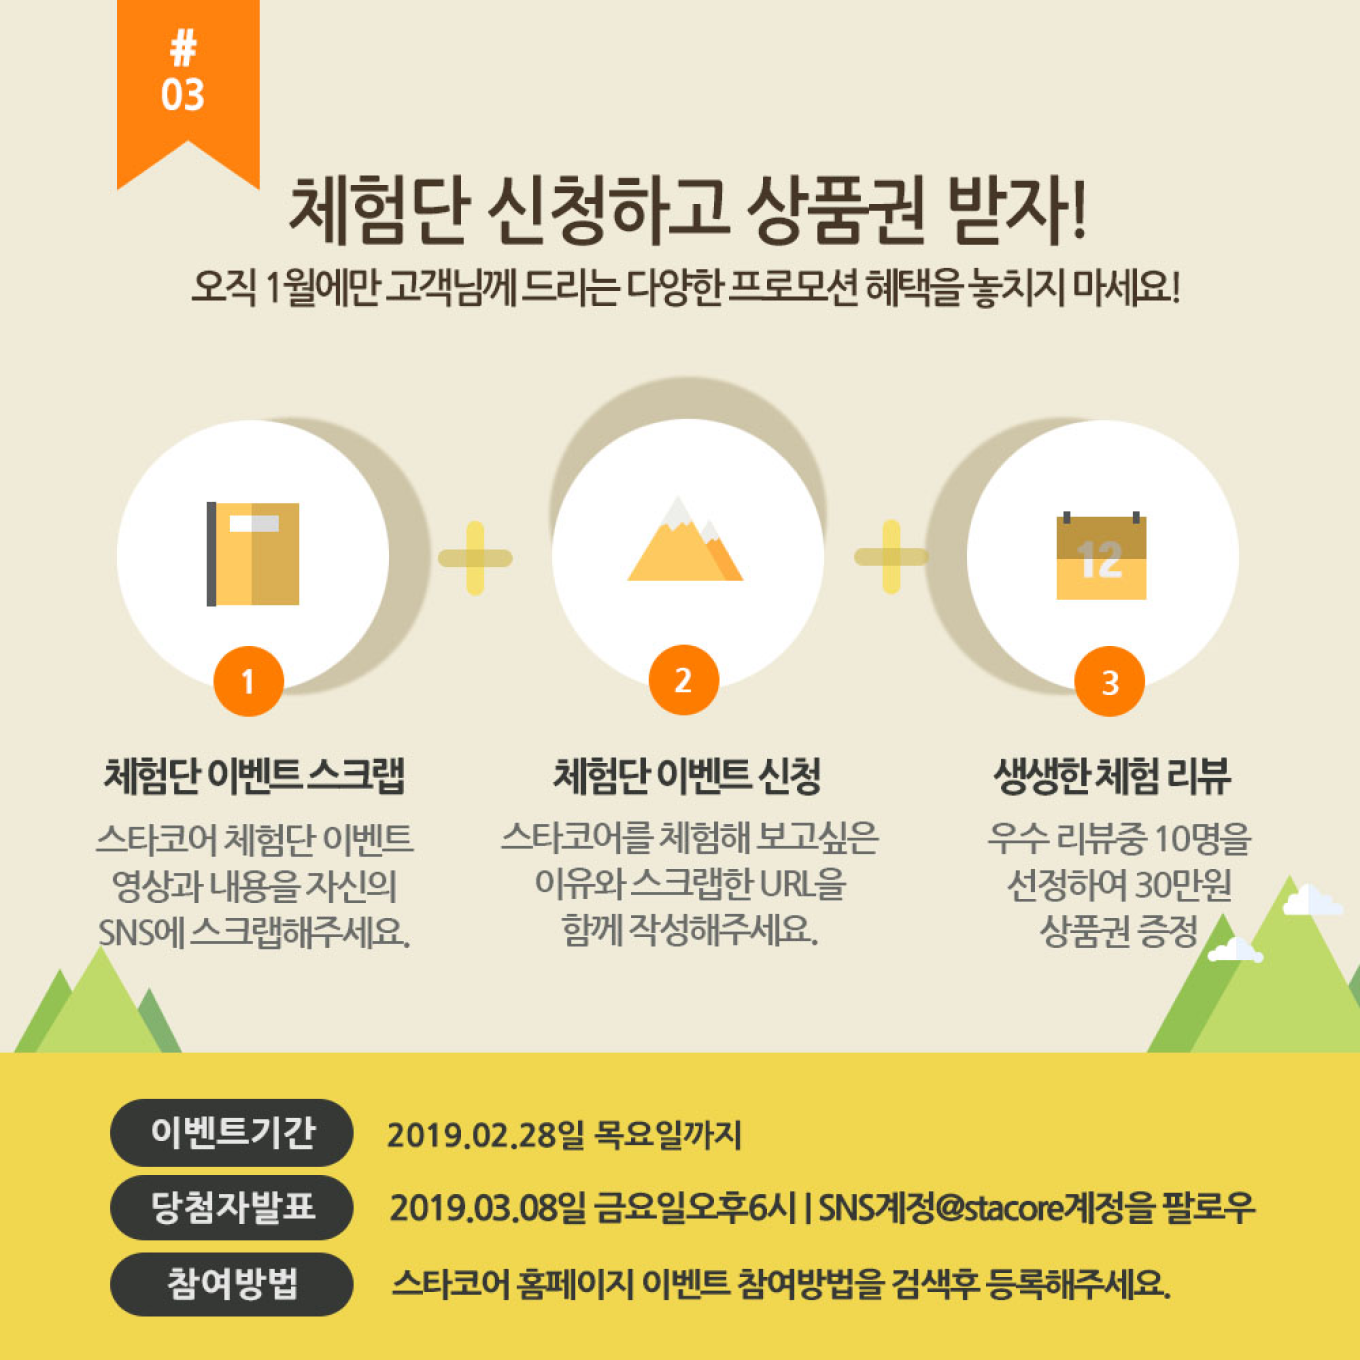 #
03
체험단 신청하고 상품권 받자!
오직 1월에만 고객님께 드리는 다양한 프로모션 혜택을 놓치지 마세요!
12
1
2
3
체험단 이벤트 스크랩
스타코어 체험단 이벤트
영상과 내용을 자신의
SNS에 스크랩해주세요.
체험단 이벤트 신청
스타코어를 체험해 보고싶은
이유와 스크랩한 URL을
함께 작성해주세요.
생생한 체험 리뷰
우수 리뷰중 10명을
선정하여 30만원
상품권 증정
이벤트기간 2019.02.28일 목요일까지
당첨자발표 2019.03.08일 금요일오후6시 | SNS계정@stacore계정을 팔로우
참여방법 스타코어 홈페이지 이벤트 참여방법을 검색후 등록해주세요.